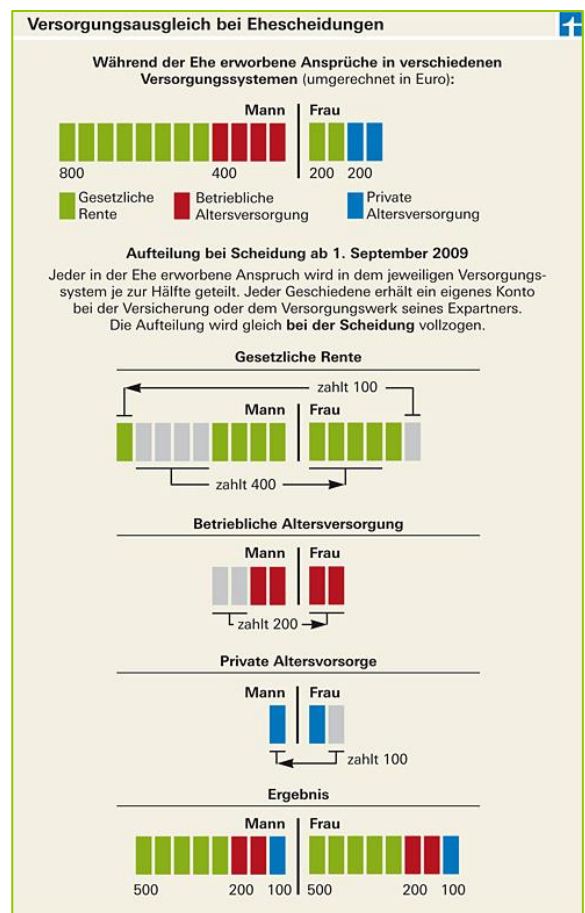 Versorgungsausgleich bei Ehescheidungen
Während der Ehe erworbene Ansprüche in verschiedenen
Versorgungssystemen (umgerechnet in Euro):
Mann Frau
800 400 200 200
Gesetzliche Rente
Betriebliche Altersversorgung
Private Altersversorgung
Aufteilung bei Scheidung ab 1. September 2009
Jeder in der Ehe erworbene Anspruch wird in dem jeweiligen Versorgungs-
system je zur Hälfte geteilt. Jeder Geschiedene erhält ein eigenes Konto
bei der Versicherung oder dem Versorgungswerk seines Expartners.
Die Aufteilung wird gleich bei der Scheidung vollzogen.
Gesetzliche Rente
zahlt 100
Mann Frau
zahlt 400
Betriebliche Altersversorgung
Mann Frau
zahlt 200
Private Altersvorsorge
Mann Frau
zahlt 100
Ergebnis
Mann Frau
500 200 100 500 200 100